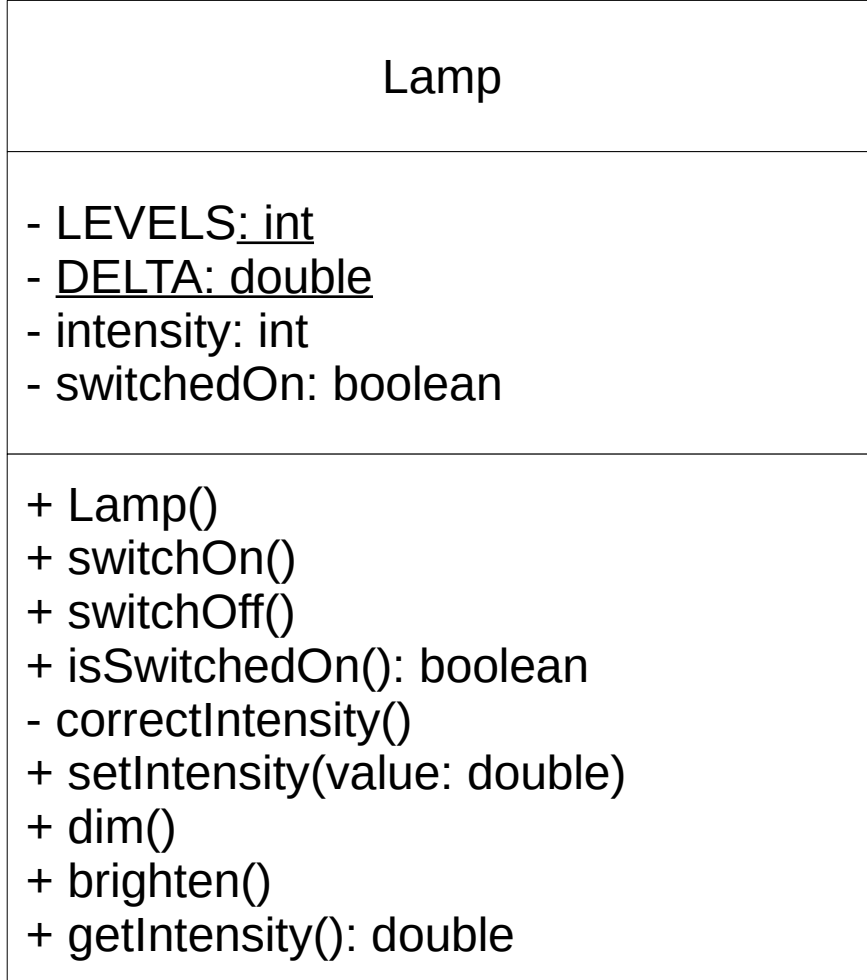 Lamp
- LEVELS: int
- DELTA: double
- intensity: int
- switchedOn: boolean
+ Lamp()
+ switchOn()
+ switchOff()
+ isSwitchedOn(): boolean
- correctIntensity()
+ setIntensity(value: double)
+ dim()
+ brighten()
+ getIntensity(): double